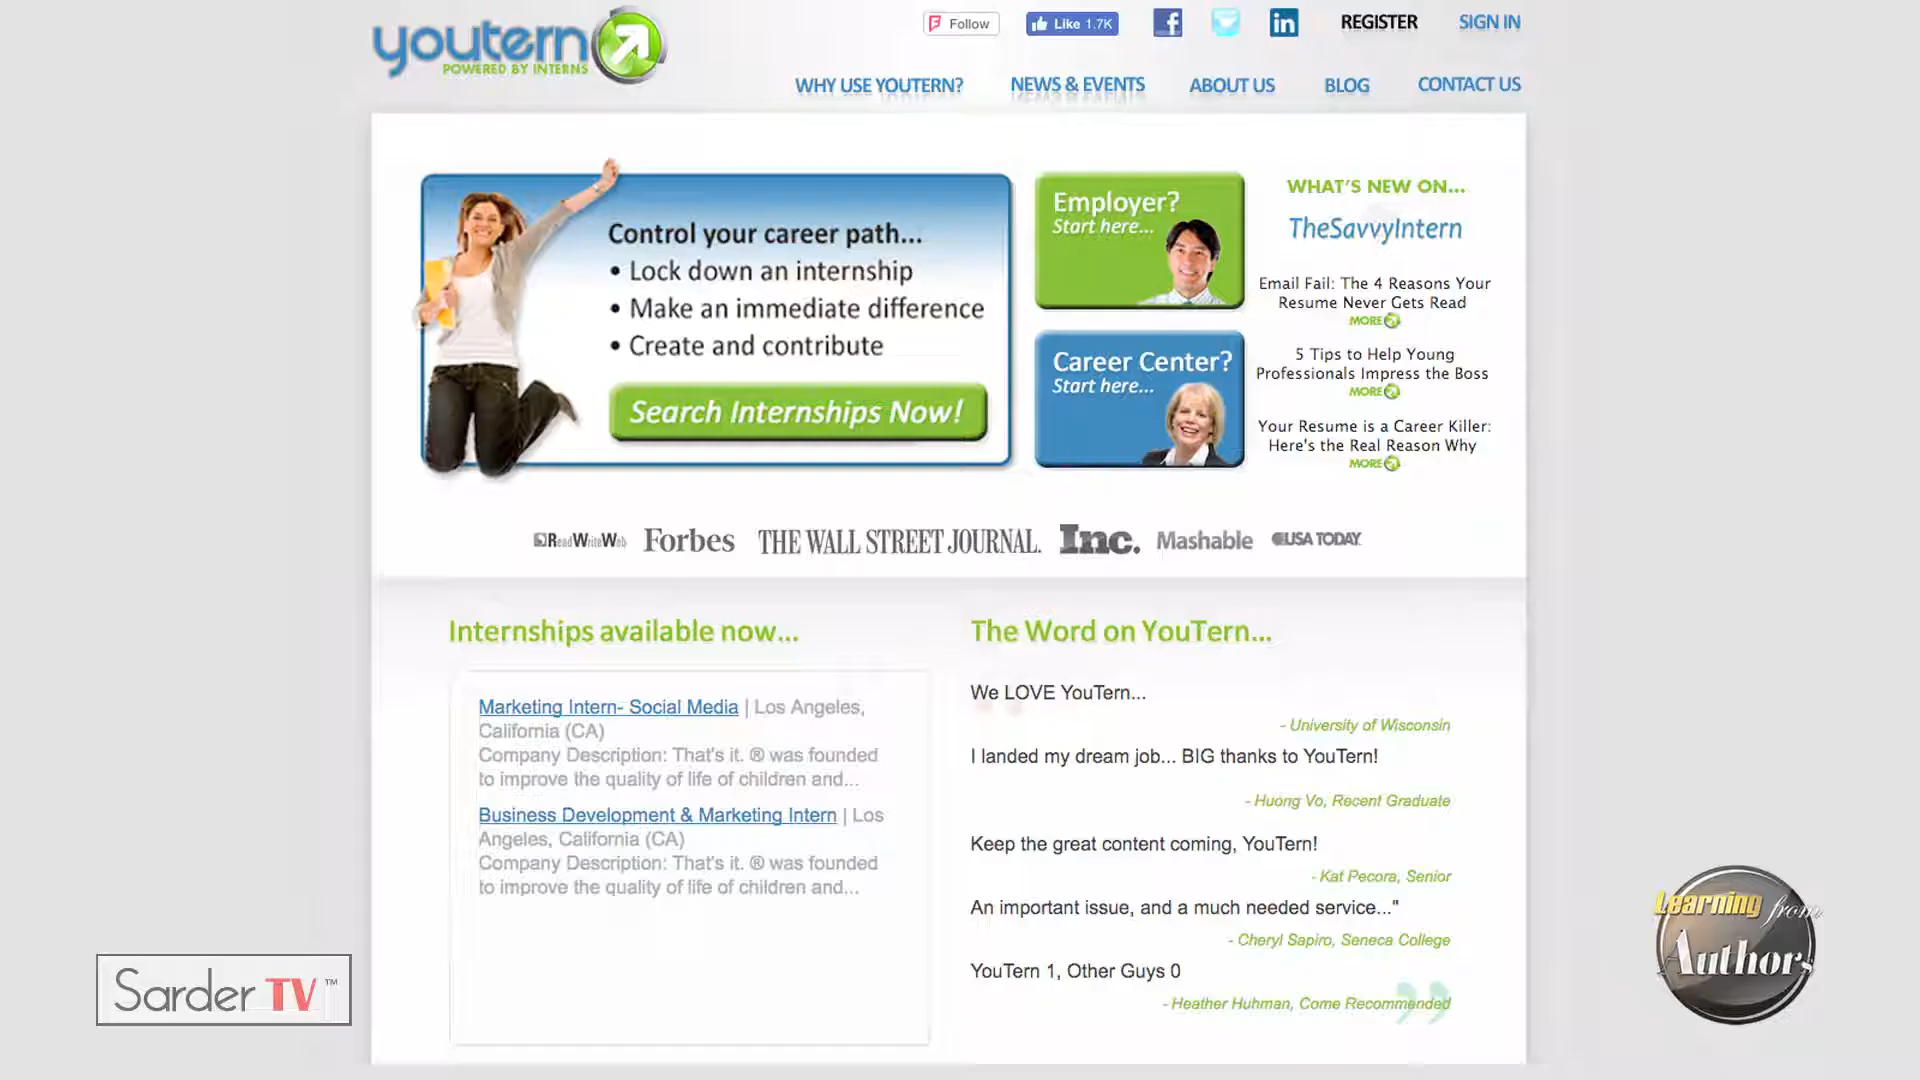 youtern
POWERED BY INTERNS
Follow
Like 1.7K
REGISTER
SIGN IN
WHY USE YOUTERN?
NEWS & EVENTS
ABOUT US
BLOG
CONTACT US
Control your career path...
• Lock down an internship
• Make an immediate difference
• Create and contribute
Search Internships Now!
Employer?
Start here...
Career Center?
Start here...
WHAT'S NEW ON...
TheSavvyIntern
Email Fail: The 4 Reasons Your
Resume Never Gets Read
MORE
5 Tips to Help Young
Professionals Impress the Boss
MORE
Your Resume is a Career Killer:
Here's the Real Reason Why
MORE
ReadWriteWeb
Forbes
THE WALL STREET JOURNAL.
Inc.
Mashable
USA TODAY
Internships available now...
Marketing Intern- Social Media | Los Angeles,
California (CA)
Company Description: That's it. ® was founded
to improve the quality of life of children and...
Business Development & Marketing Intern | Los
Angeles, California (CA)
Company Description: That's it. ® was founded
to improve the quality of life of children and...
The Word on YouTern...
We LOVE YouTern...
- University of Wisconsin
I landed my dream job... BIG thanks to YouTern!
- Huong Vo, Recent Graduate
Keep the great content coming, YouTern!
- Kat Pecora, Senior
An important issue, and a much needed service..."
- Cheryl Sapiro, Seneca College
YouTern 1, Other Guys 0
- Heather Huhman, Come Recommended
Sarder TV™
Learning from
Authors